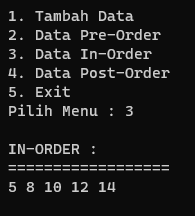 1. Tambah Data
2. Data Pre-Order
3. Data In-Order
4. Data Post-Order
5. Exit
Pilih Menu : 3
IN-ORDER :
==================
5 8 10 12 14